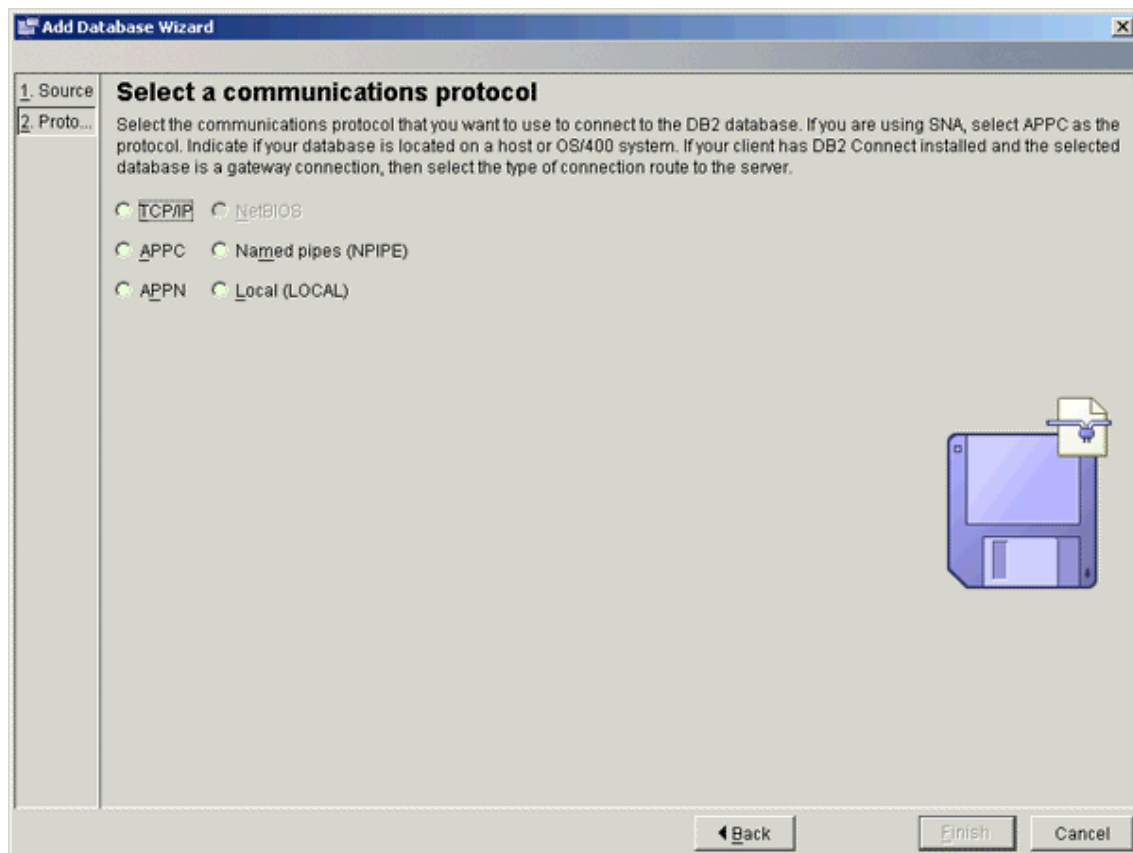 Add Database Wizard
1. Source
2. Proto...
Select a communications protocol
Select the communications protocol that you want to use to connect to the DB2 database. If you are using SNA, select APPC as the
protocol. Indicate if your database is located on a host or OS/400 system. If your client has DB2 Connect installed and the selected
database is a gateway connection, then select the type of connection route to the server.
TCP/IP NetBIOS
APPC Named pipes (NPIPE)
APPN Local (LOCAL)
Back Finish Cancel